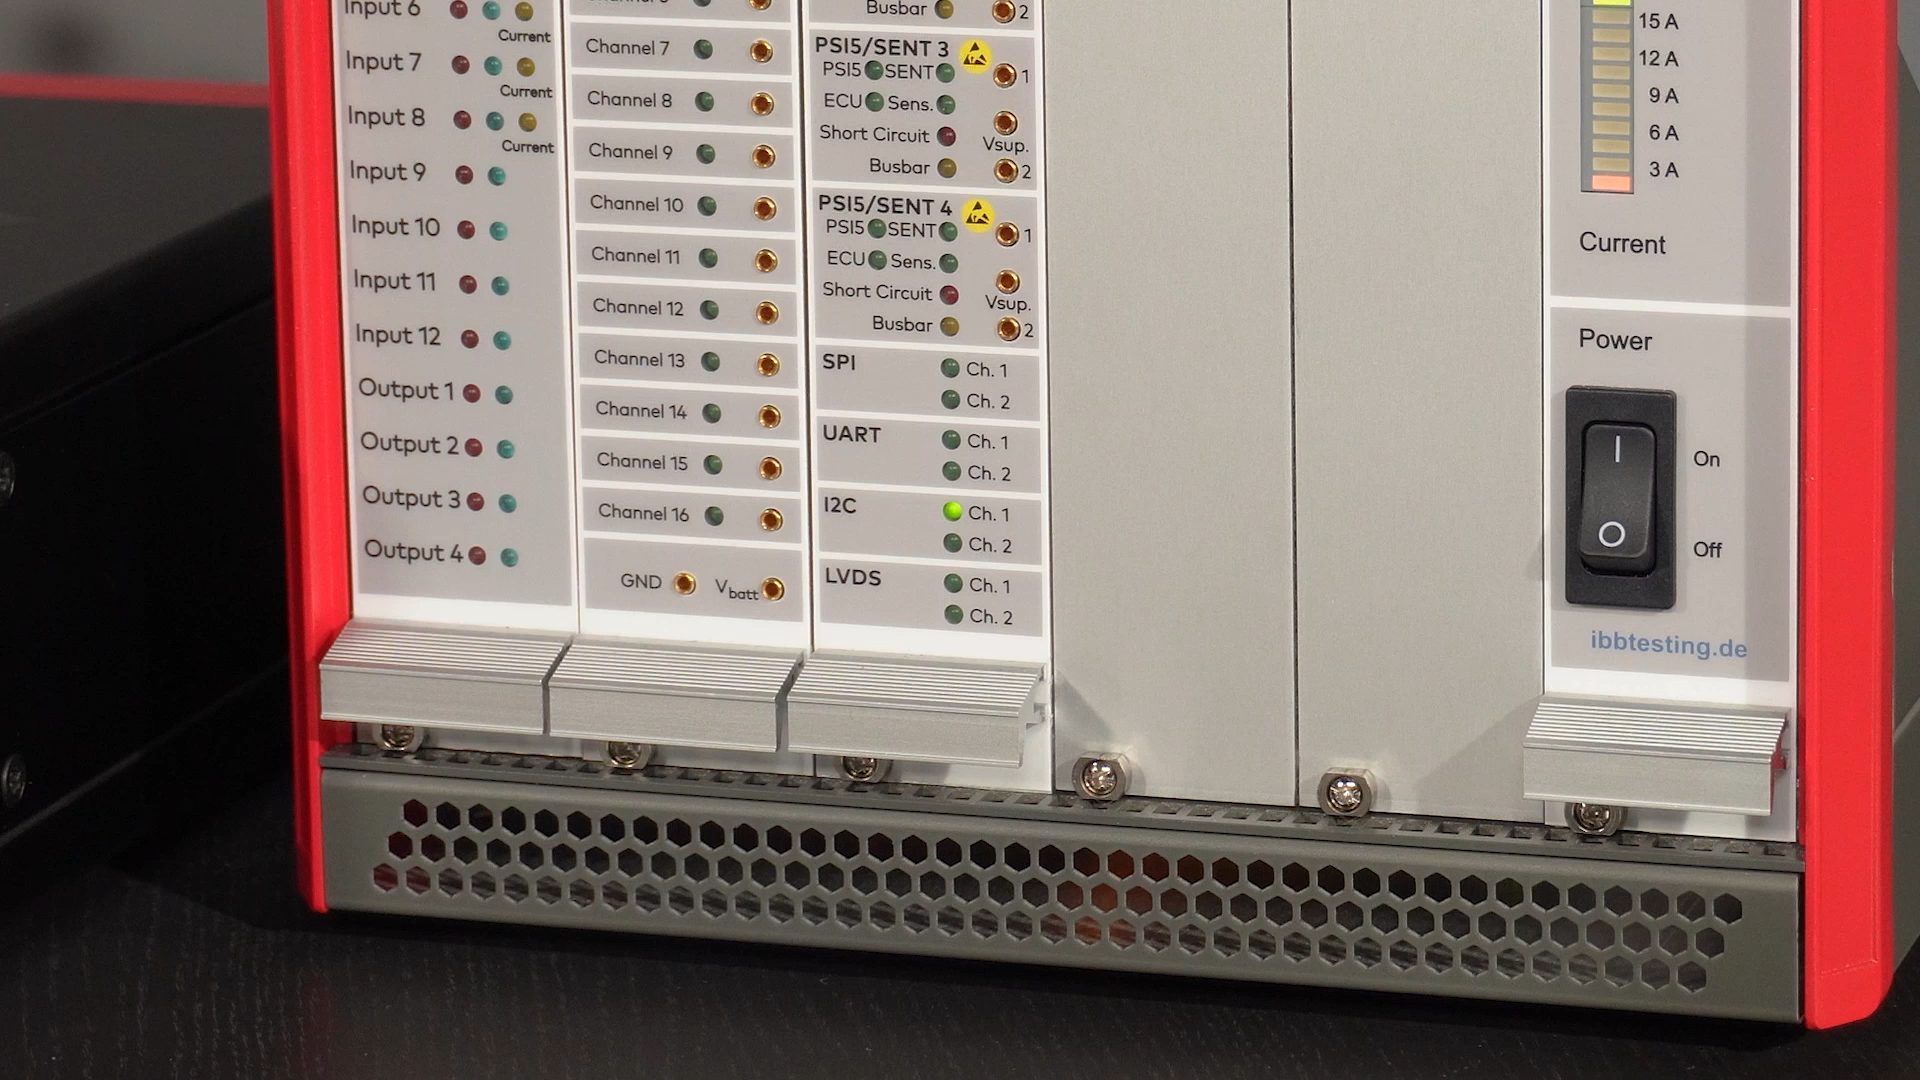 Input 6
Current
Input 7
Current
Input 8
Current
Input 9
Input 10
Input 11
Input 12
Output 1
Output 2
Output 3
Output 4
Channel 7
Channel 8
Channel 9
Channel 10
Channel 11
Channel 12
Channel 13
Channel 14
Channel 15
Channel 16
GND Vbatt
Busbar 2
PSI5/SENT 3
PSI5 SENT 1
ECU Sens.
Short Circuit
Vsup.
Busbar 2
PSI5/SENT 4
PSI5 SENT 1
ECU Sens.
Short Circuit
Vsup.
Busbar 2
SPI Ch. 1
Ch. 2
UART Ch. 1
Ch. 2
I2C Ch. 1
Ch. 2
LVDS Ch. 1
Ch. 2
15 A
12 A
9 A
6 A
3 A
Current
Power
On
Off
ibbtesting.de